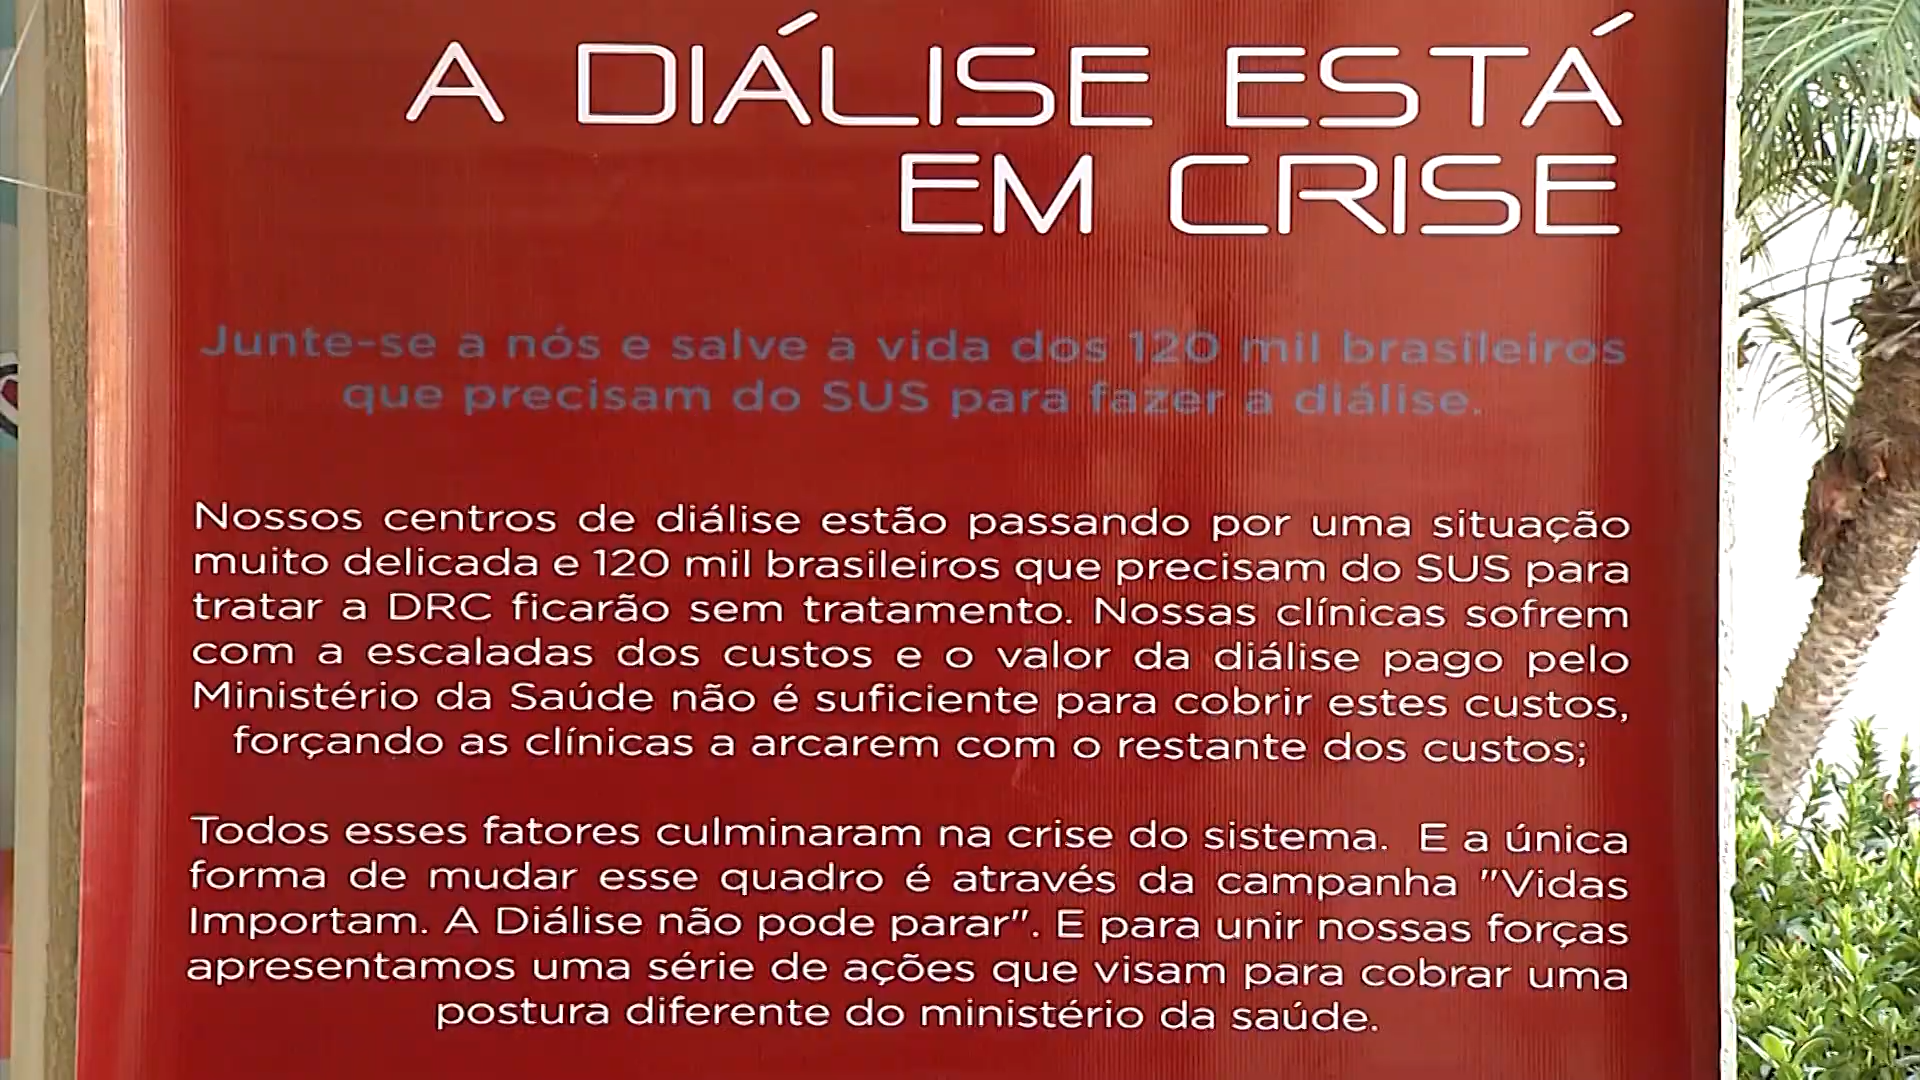 A DIÁLISE ESTÁ
EM CRISE
Junte-se a nós e salve a vida dos 120 mil brasileiros
que precisam do SUS para fazer a diálise.
Nossos centros de diálise estão passando por uma situação
muito delicada e 120 mil brasileiros que precisam do SUS para
tratar a DRC ficarão sem tratamento. Nossas clínicas sofrem
com a escaladas dos custos e o valor da diálise pago pelo
Ministério da Saúde não é suficiente para cobrir estes custos,
forçando as clínicas a arcarem com o restante dos custos;
Todos esses fatores culminaram na crise do sistema. E a única
forma de mudar esse quadro é através da campanha "Vidas
Importam. A Diálise não pode parar". E para unir nossas forças
apresentamos uma série de ações que visam para cobrar uma
postura diferente do ministério da saúde.